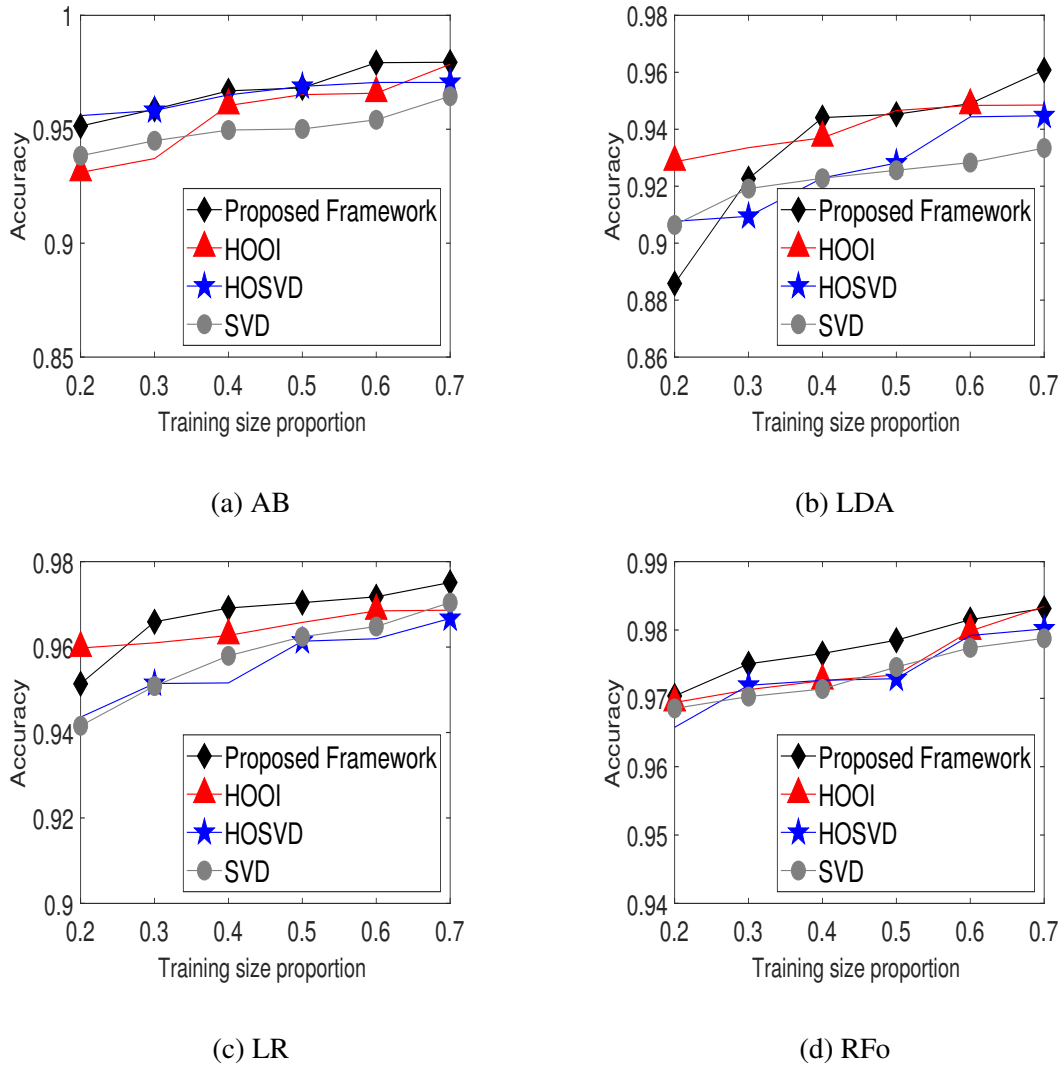 1
0.95
0.9
0.85
Accuracy
Proposed Framework
HOOI
HOSVD
SVD
0.2 0.3 0.4 0.5 0.6 0.7
Training size proportion
(a) AB
0.98
0.96
0.94
0.92
0.9
0.88
0.86
Accuracy
Proposed Framework
HOOI
HOSVD
SVD
0.2 0.3 0.4 0.5 0.6 0.7
Training size proportion
(b) LDA
0.98
0.96
0.94
0.92
0.9
Accuracy
Proposed Framework
HOOI
HOSVD
SVD
0.2 0.3 0.4 0.5 0.6 0.7
Training size proportion
(c) LR
0.99
0.98
0.97
0.96
0.95
0.94
Accuracy
Proposed Framework
HOOI
HOSVD
SVD
0.2 0.3 0.4 0.5 0.6 0.7
Training size proportion
(d) RFo